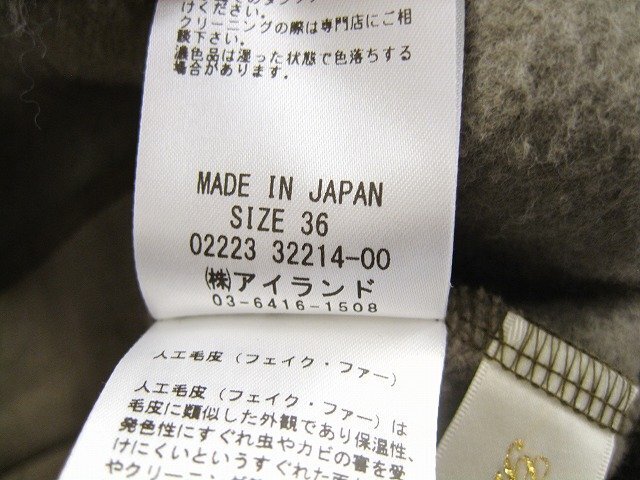 けください。
クリーニングの際は専門店にご相
談下さい。
濃色品は湿った状態で色落ちする
場合があります。
MADE IN JAPAN
SIZE 36
02223 32214-00
㈱アイランド
03-6416-1508
人工毛皮(フェイク・ファー)
人工毛皮(フェイク・ファー)は
毛皮に類似した外観であり保温性、
発色性にすぐれ虫やカビの害を受
けにくいというすぐれた
やクリーニング